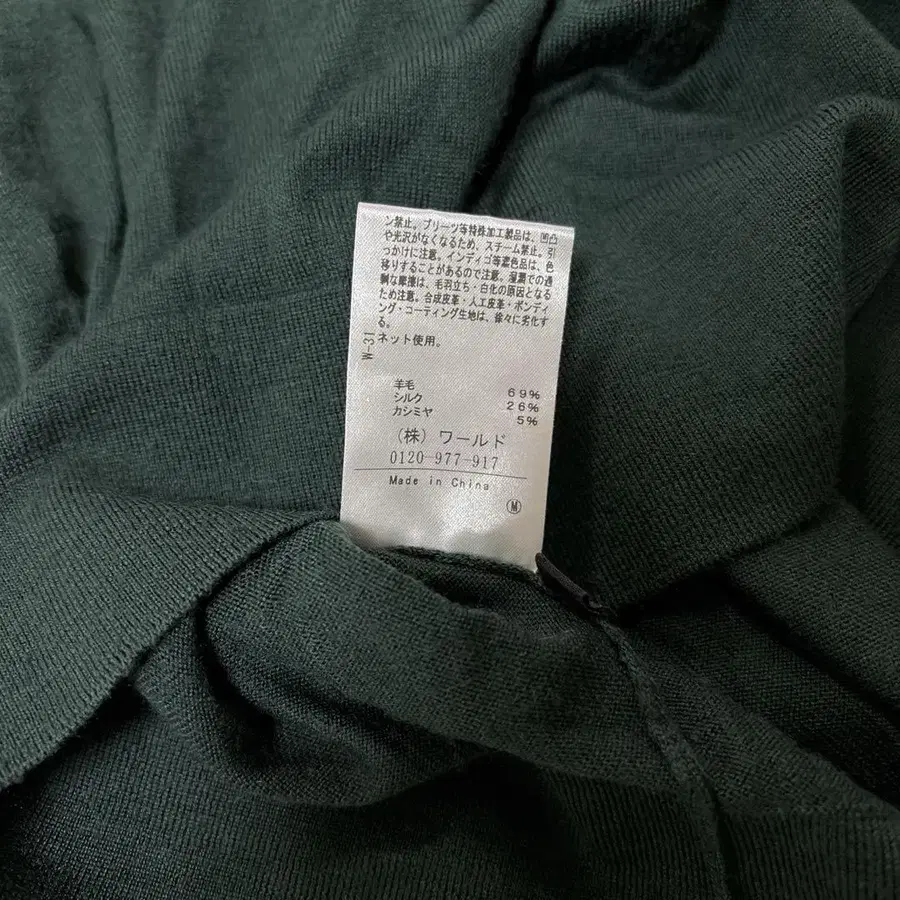 ン禁止。プリーツ等特殊加工製品は、凹凸
や光沢がなくなるため、スチーム禁止。引
っかけに注意。インディゴ等濃色品は、色
移りすることがあるので注意。湿潤での過
剰な摩擦は、毛羽立ち・白化の原因となる
ため注意。合成皮革・人工皮革・ボンディ
ング・コーティング生地は、徐々に劣化す
る。
ネット使用。
W-31
羊毛 69%
シルク 26%
カシミヤ 5%
(株) ワールド
0120-977-917
Made in China
M